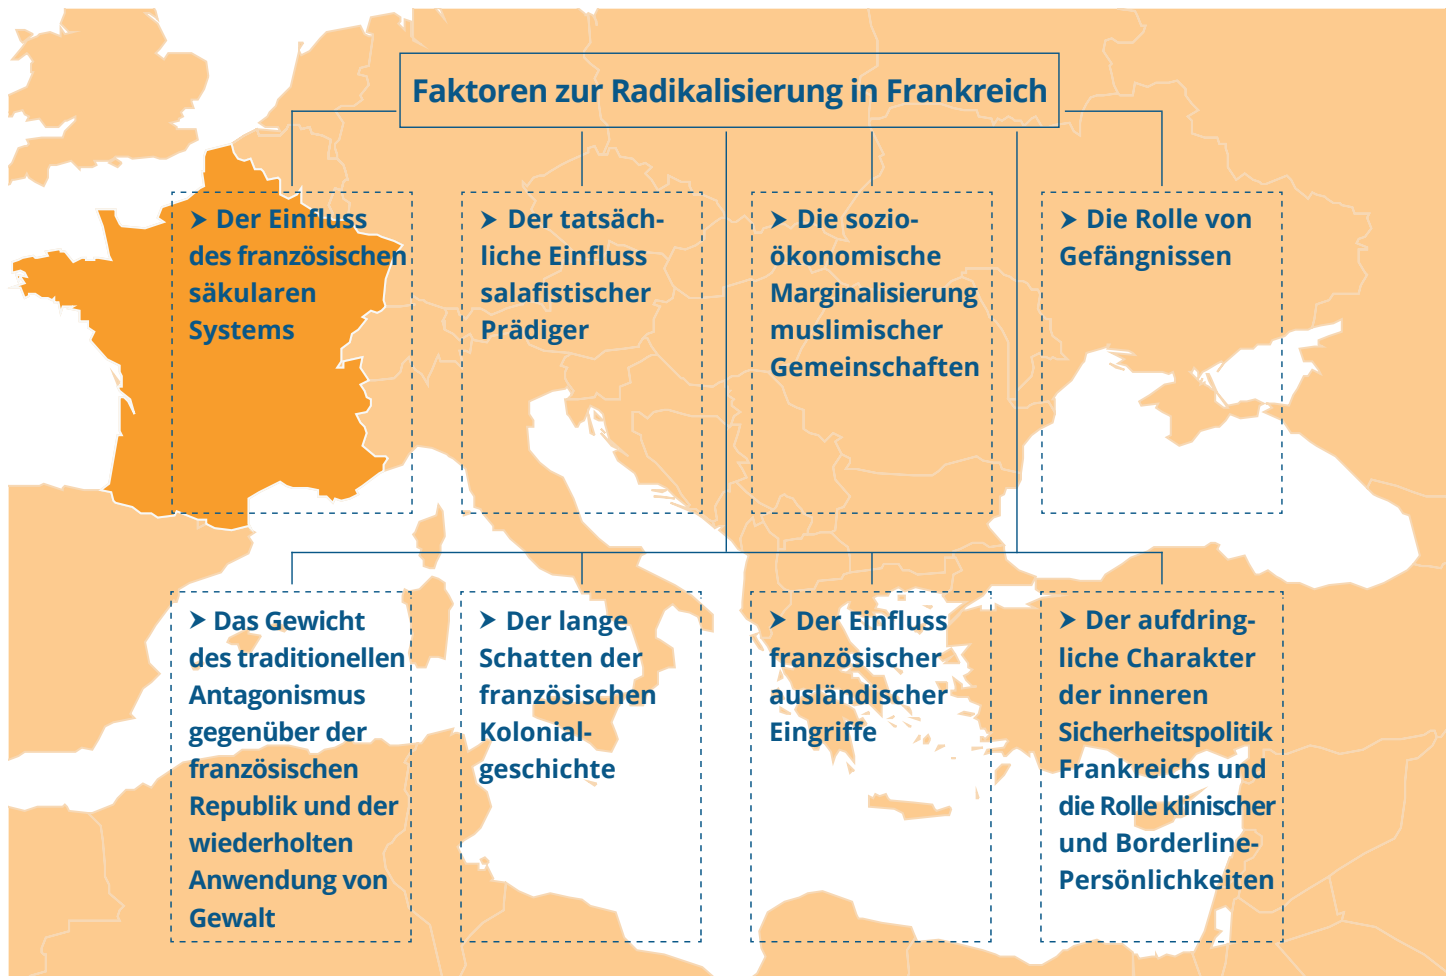 Faktoren zur Radikalisierung in Frankreich
➤ Der Einfluss
des französischen
säkularen
Systems
➤ Der tatsäch-
liche Einfluss
salafistischer
Prädiger
➤ Die sozio-
ökonomische
Marginalisierung
muslimischer
Gemeinschaften
➤ Die Rolle von
Gefängnissen
➤ Das Gewicht
des traditionellen
Antagonismus
gegenüber der
französischen
Republik und der
wiederholten
Anwendung von
Gewalt
➤ Der lange
Schatten der
französischen
Kolonial-
geschichte
➤ Der Einfluss
französischer
ausländischer
Eingriffe
➤ Der aufdring-
liche Charakter
der inneren
Sicherheitspolitik
Frankreichs und
die Rolle klinischer
und Borderline-
Persönlichkeiten